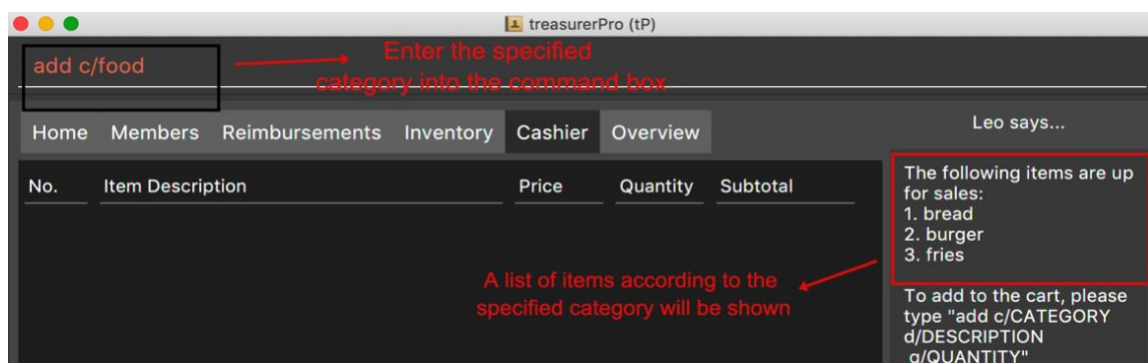 treasurerPro (tP)
add c/food
Enter the specified
category into the command box
Home Members Reimbursements Inventory Cashier Overview
Leo says...
No. Item Description Price Quantity Subtotal
The following items are up
for sales:
1. bread
2. burger
3. fries
A list of items according to the
specified category will be shown
To add to the cart, please
type "add c/CATEGORY
d/DESCRIPTION
q/QUANTITY"